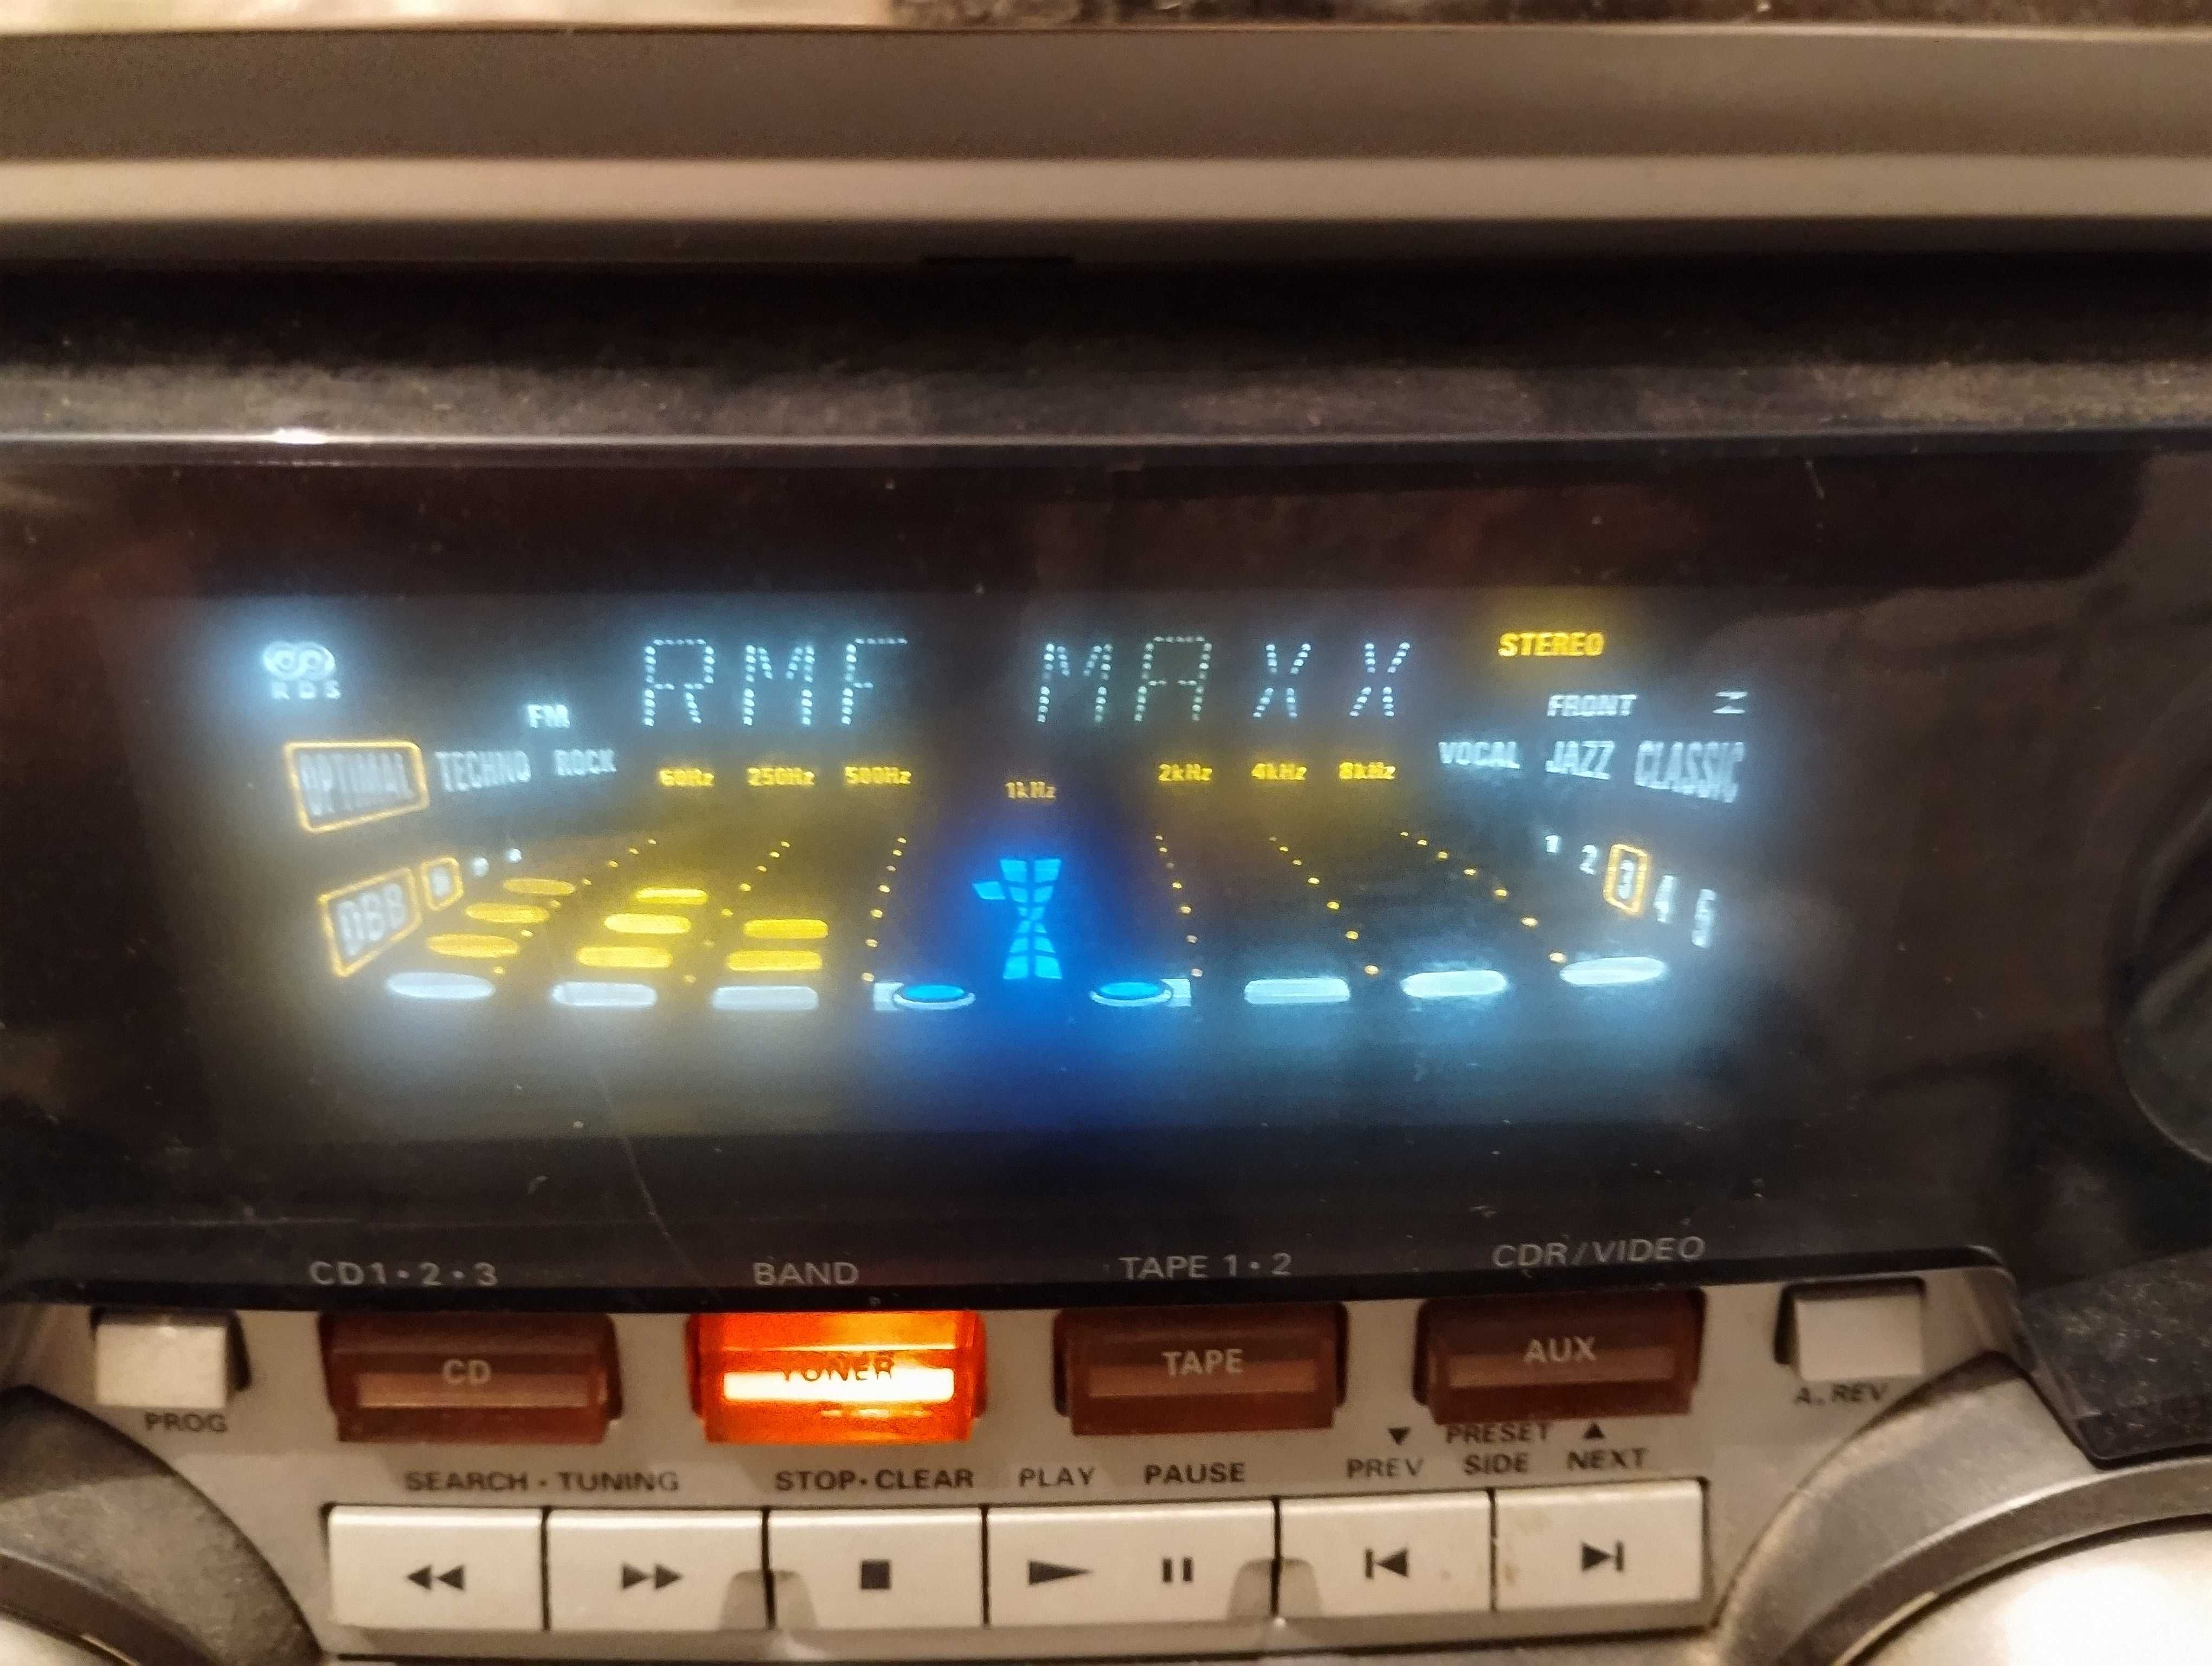 RMF MAXX STEREO
RDS FM FRONT
OPTIMAL TECHNO ROCK 60Hz 250Hz 500Hz 1kHz 2kHz 4kHz 8kHz VOCAL JAZZ CLASSIC
DBB 1 2 3 4 5
CD1•2•3 BAND TAPE 1•2 CDR/VIDEO
CD TUNER TAPE AUX
PROG A. REV
PRESET
SEARCH • TUNING STOP•CLEAR PLAY PAUSE PREV SIDE NEXT